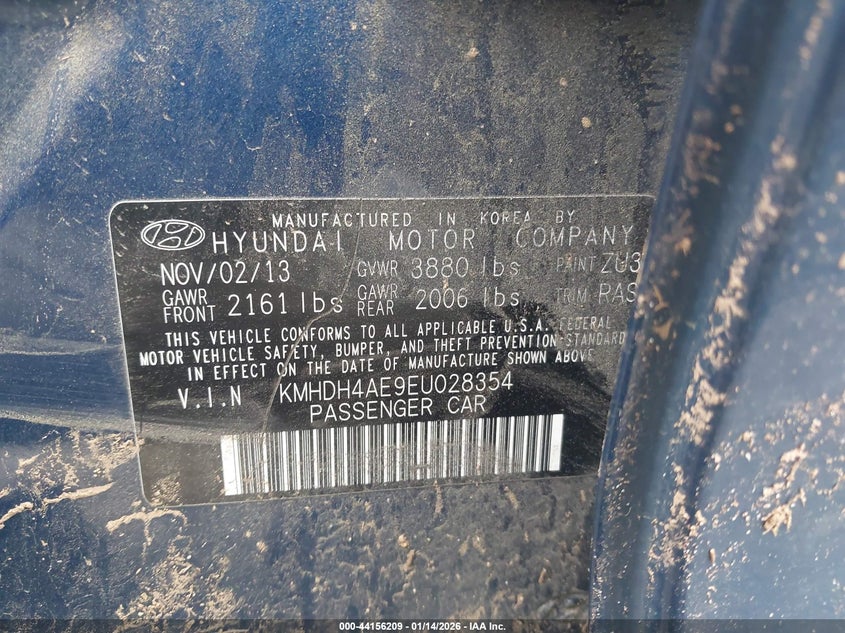 MANUFACTURED IN KOREA BY
HYUNDAI MOTOR COMPANY
NOV/02/13 GVWR 3880 lbs PAINT ZU3
GAWR FRONT 2161 lbs GAWR REAR 2006 lbs TRIM RAS
THIS VEHICLE CONFORMS TO ALL APPLICABLE U.S.A. FEDERAL
MOTOR VEHICLE SAFETY, BUMPER, AND THEFT PREVENTION STANDARD
IN EFFECT ON THE DATE OF MANUFACTURE SHOWN ABOVE
V.I.N KMHDH4AE9EU028354
PASSENGER CAR
000-44156209 - 01/14/2026 - IAA Inc.